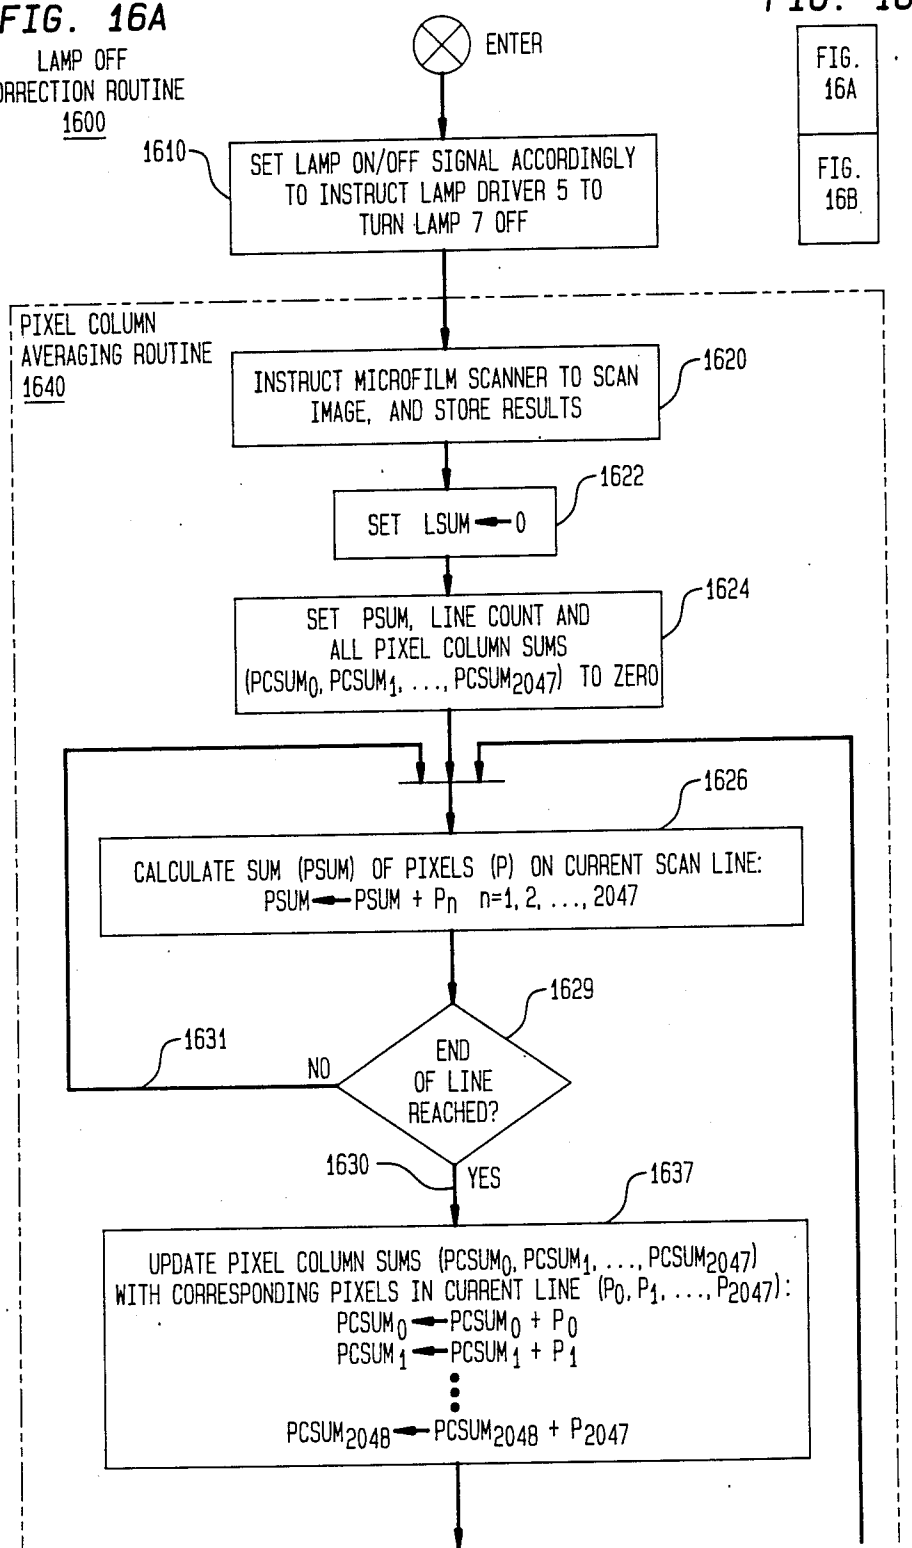 FIG. 16A
LAMP OFF
ORRECTION ROUTINE
1600
ENTER
FIG.
16A
FIG.
16B
1610
SET LAMP ON/OFF SIGNAL ACCORDINGLY
TO INSTRUCT LAMP DRIVER 5 TO
TURN LAMP 7 OFF
PIXEL COLUMN
AVERAGING ROUTINE
1640
INSTRUCT MICROFILM SCANNER TO SCAN
IMAGE, AND STORE RESULTS
1620
SET LSUM ← 0
1622
SET PSUM, LINE COUNT AND
ALL PIXEL COLUMN SUMS
(PCSUM0, PCSUM1, ..., PCSUM2047) TO ZERO
1624
1626
CALCULATE SUM (PSUM) OF PIXELS (P) ON CURRENT SCAN LINE:
PSUM ← PSUM + Pn n=1, 2, ..., 2047
1629
END
OF LINE
REACHED?
NO
1631
1630
YES
1637
UPDATE PIXEL COLUMN SUMS (PCSUM0, PCSUM1, ..., PCSUM2047)
WITH CORRESPONDING PIXELS IN CURRENT LINE (P0, P1, ..., P2047):
PCSUM0 ← PCSUM0 + P0
PCSUM1 ← PCSUM1 + P1
PCSUM2048 ← PCSUM2048 + P2047